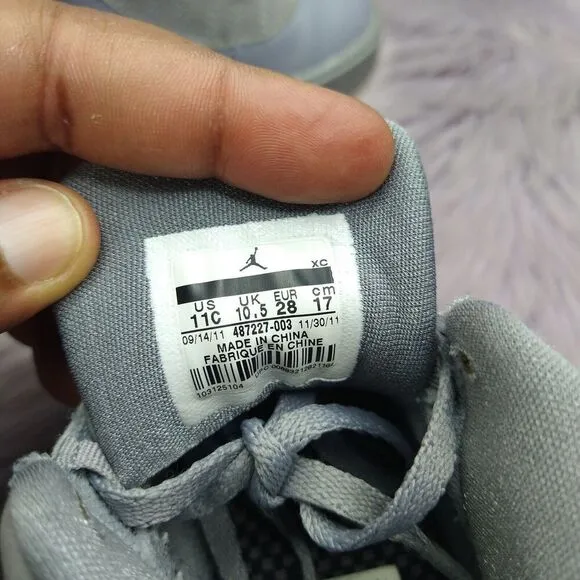 XC
US UK EUR cm
11C 10.5 28 17
09/14/11 487227-003 11/30/11
MADE IN CHINA
FABRIQUE EN CHINE
103125104